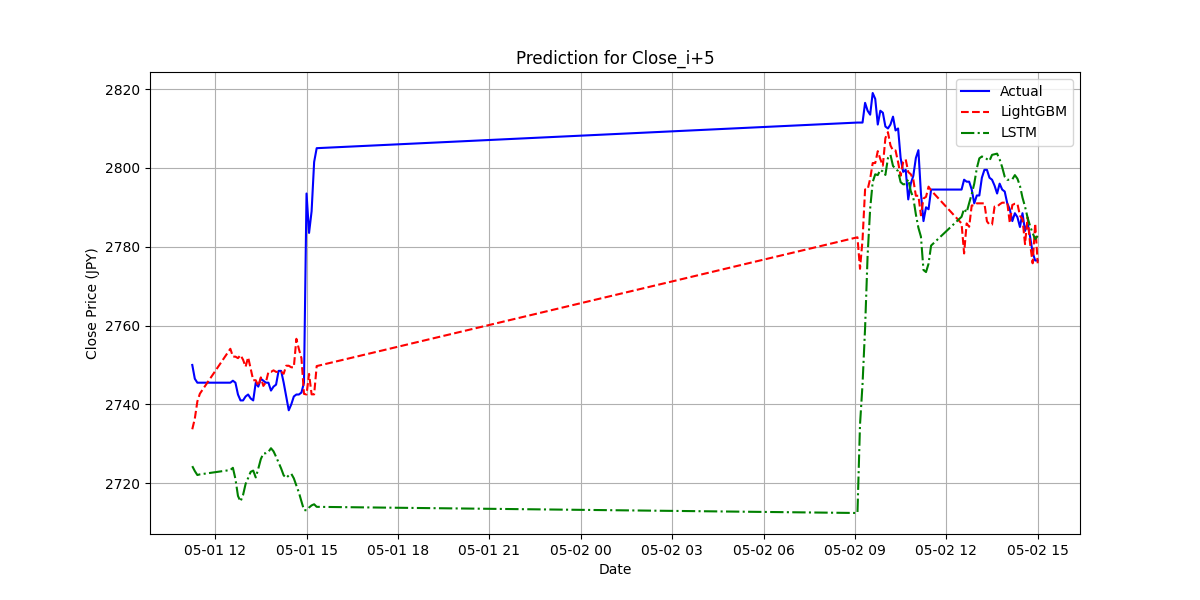 Prediction for Close_i+5
Close Price (JPY)
2820
2800
2780
2760
2740
2720
Actual
LightGBM
LSTM
05-01 12
05-01 15
05-01 18
05-01 21
05-02 00
05-02 03
05-02 06
05-02 09
05-02 12
05-02 15
Date